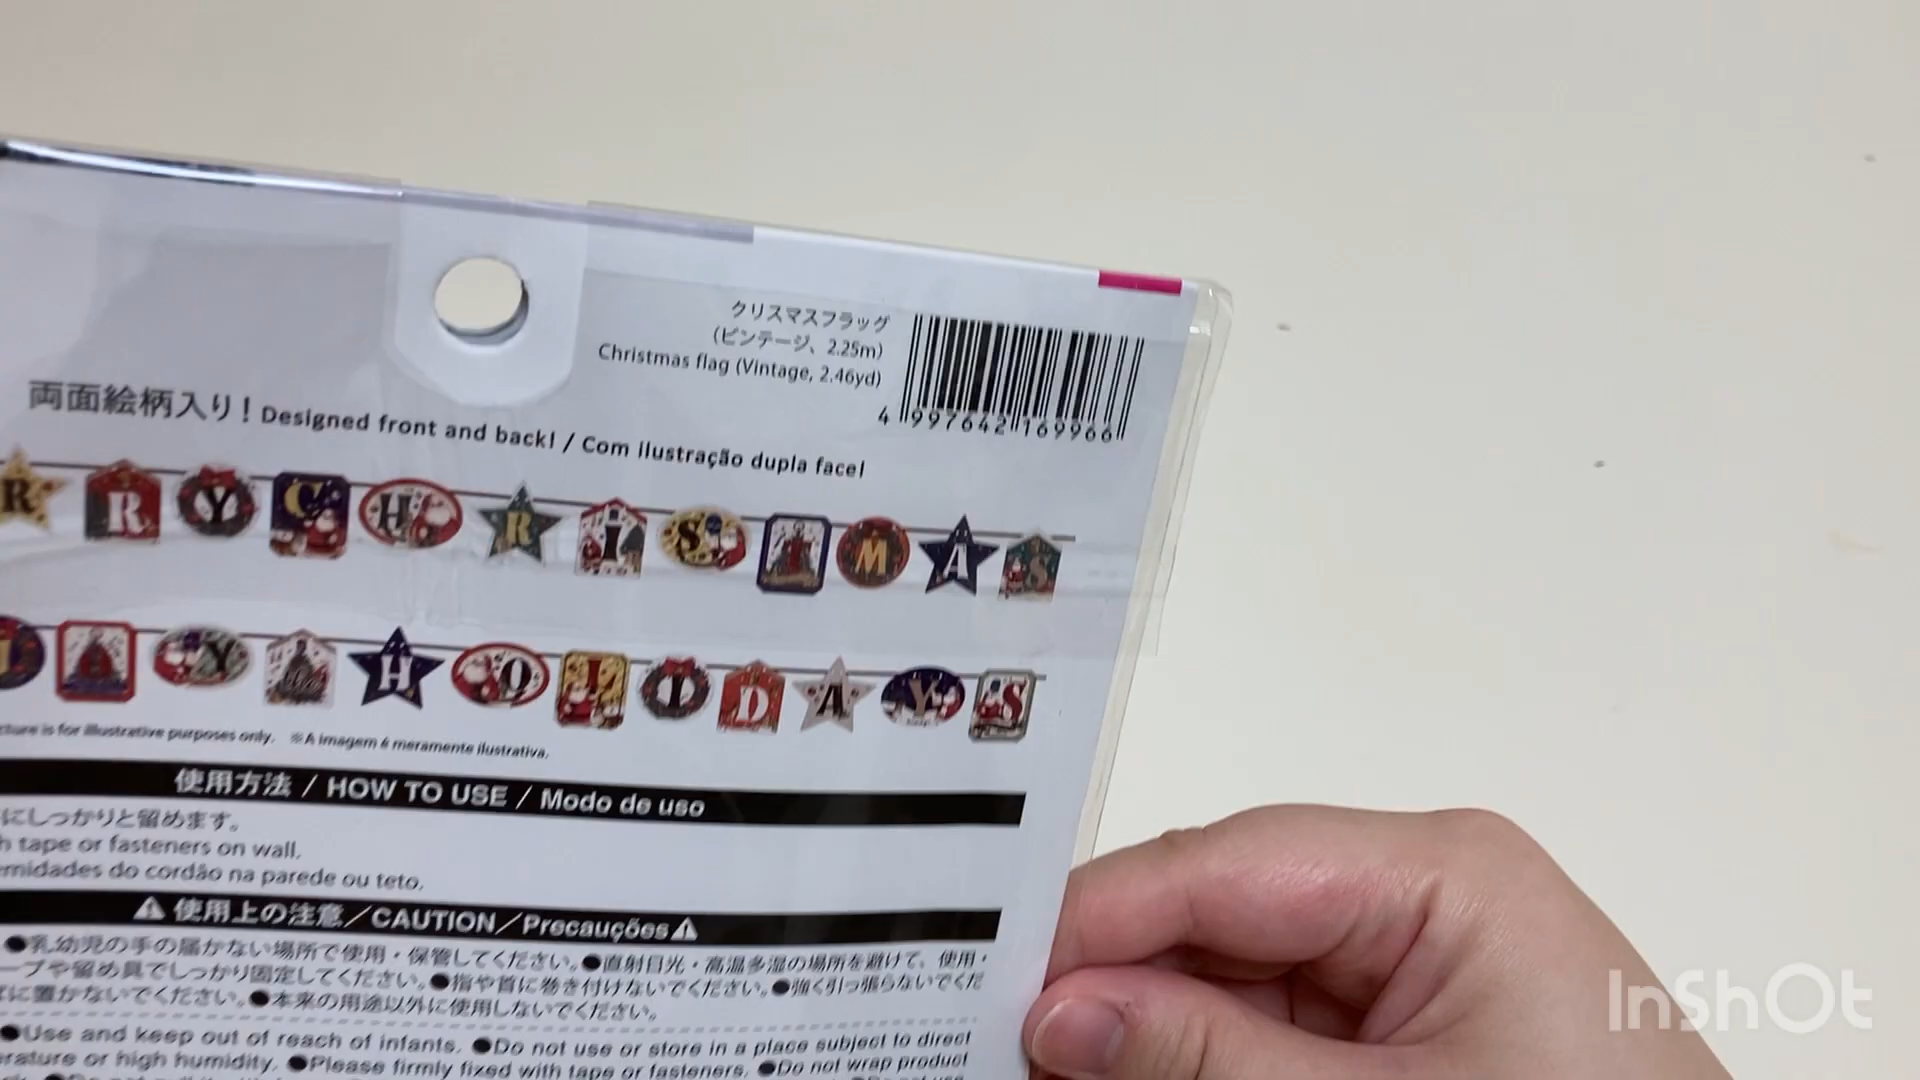 クリスマスフラッグ
(ビンテージ、2.25m)
Christmas flag (Vintage, 2.46yd)
4 997642 169966
両面絵柄入り! Designed front and back! / Com ilustração dupla face!
R R Y C H R I S M A S
Y H O L I D A Y S
is for illustrative purposes only. ※A imagem é meramente ilustrativa.
使用方法 / HOW TO USE / Modo de uso
にしっかりと留めます。
tape or fasteners on wall.
do cordão na parede ou teto.
⚠使用上の注意/CAUTION/Precauções⚠
●乳幼児の手の届かない場所で使用・保管してください。●直射日光・高温多湿の場所を避けて、使用・
ープや留め具でしっかり固定してください。●指や首に巻き付けないでください。●強く引っ張らないでくだ
に置かないでください。●本来の用途以外に使用しないでください。
●Use and keep out of reach of infants. ●Do not use or store in a place subject to direct
or high humidity. ●Please firmly fixed with tape or fasteners. ●Do not wrap product
InShOt